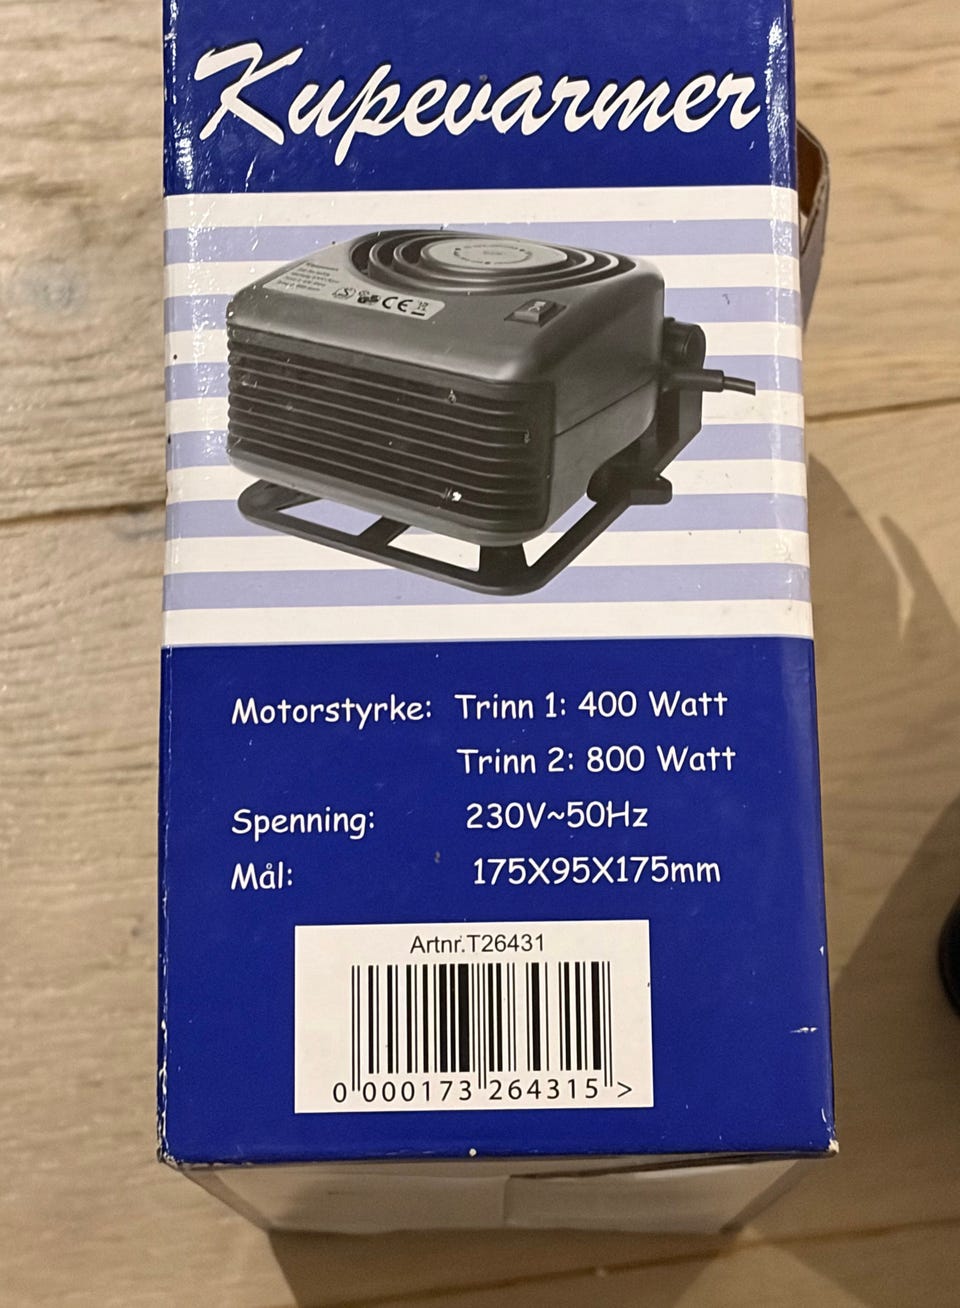 Kupevarmer
CE
Motorstyrke: Trinn 1: 400 Watt
Trinn 2: 800 Watt
Spenning: 230V~50Hz
Mål: 175X95X175mm
Artnr.T26431
0 000173 264315 >